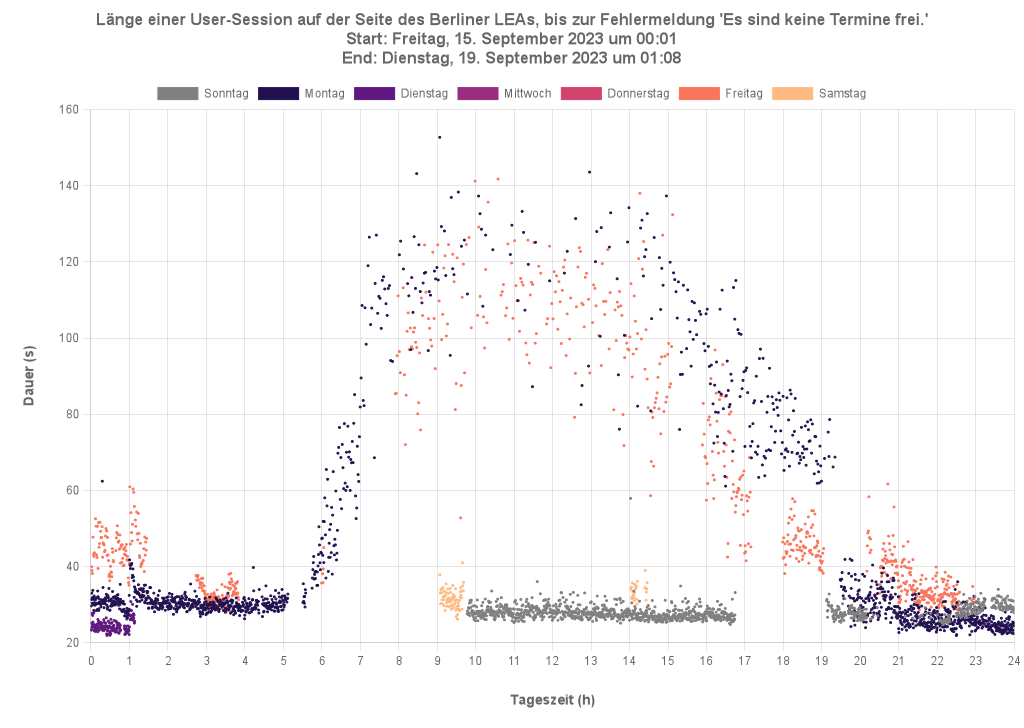 Länge einer User-Session auf der Seite des Berliner LEAs, bis zur Fehlermeldung 'Es sind keine Termine frei.'
Start: Freitag, 15. September 2023 um 00:01
End: Dienstag, 19. September 2023 um 01:08
Sonntag Montag Dienstag Mittwoch Donnerstag Freitag Samstag
160
140
120
100
80
60
40
20
Dauer (s)
0 1 2 3 4 5 6 7 8 9 10 11 12 13 14 15 16 17 18 19 20 21 22 23 24
Tageszeit (h)